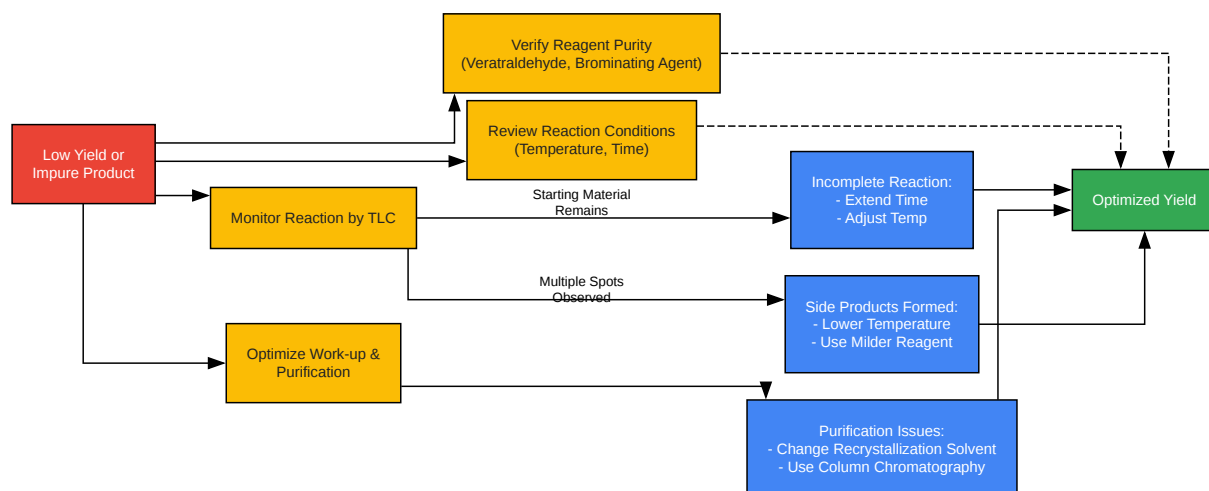 Verify Reagent Purity
(Veratraldehyde, Brominating Agent)
Review Reaction Conditions
(Temperature, Time)
Low Yield or
Impure Product
Monitor Reaction by TLC
Starting Material
Remains
Incomplete Reaction:
- Extend Time
- Adjust Temp
Optimized Yield
Multiple Spots
Observed
Side Products Formed:
- Lower Temperature
- Use Milder Reagent
Optimize Work-up &
Purification
Purification Issues:
- Change Recrystallization Solvent
- Use Column Chromatography